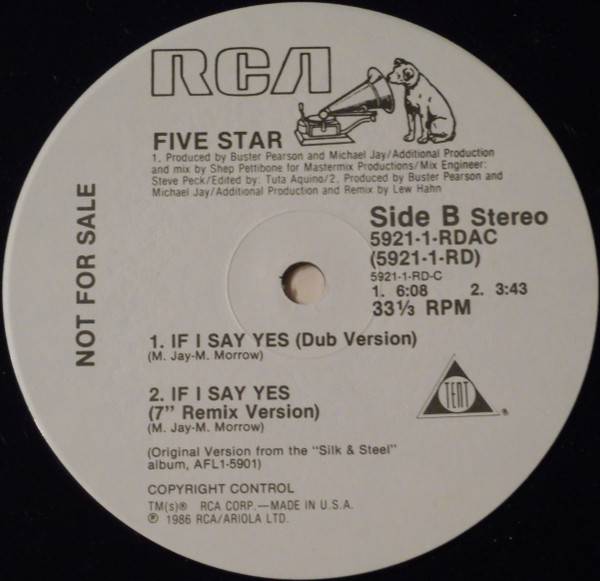 RCA
FIVE STAR
1. Produced by Buster Pearson and Michael Jay/Additional Production
and mix by Shep Pettibone for Mastermix Productions/Mix Engineer:
Steve Peck/Edited by: Tuta Aquino/2. Produced by Buster Pearson and
Michael Jay/Additional Production and Remix by Lew Hahn
NOT FOR SALE
Side B Stereo
5921-1-RDAC
(5921-1-RD)
5921-1-RD-C
1. 6:08 2. 3:43
33⅓ RPM
1. IF I SAY YES (Dub Version)
(M. Jay-M. Morrow)
2. IF I SAY YES
(7" Remix Version)
(M. Jay-M. Morrow)
TENT
®
(Original Version from the "Silk & Steel"
album, AFL1-5901)
COPYRIGHT CONTROL
TM(s)® RCA CORP.—MADE IN U.S.A.
℗ 1986 RCA/ARIOLA LTD.